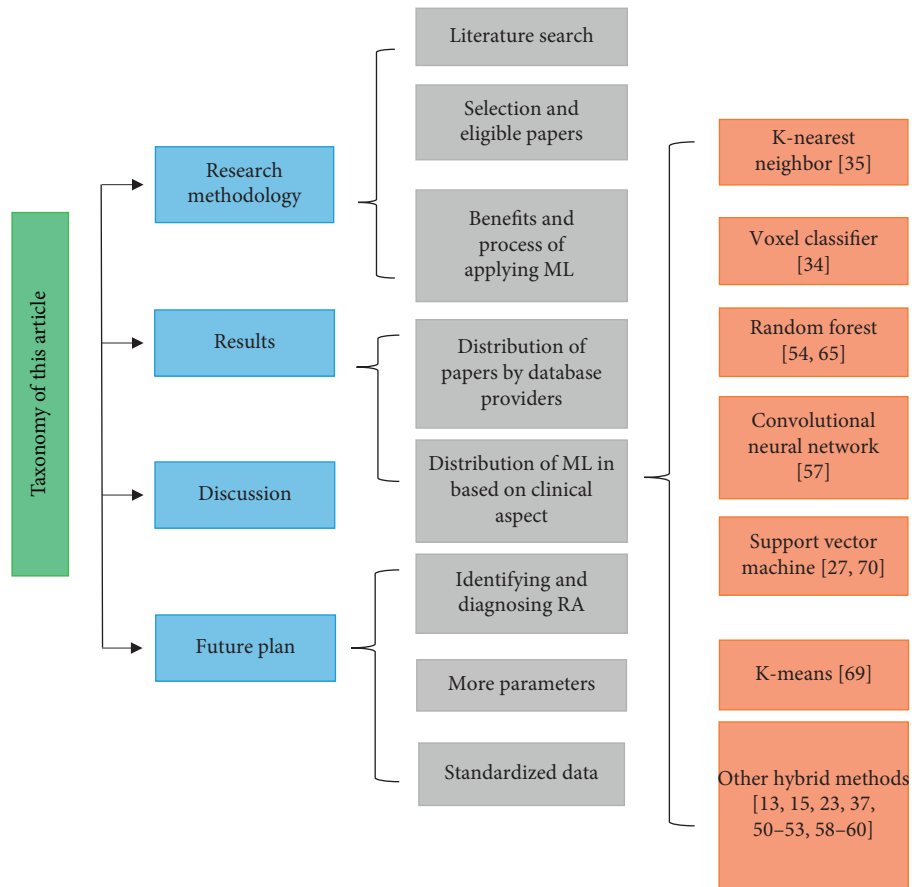 Taxonomy of this article
Research
methodology
Results
Discussion
Future plan
Literature search
Selection and
eligible papers
Benefits and
process of
applying ML
Distribution of
papers by database
providers
Distribution of ML in
based on clinical
aspect
Identifying and
diagnosing RA
More parameters
Standardized data
K-nearest
neighbor [35]
Voxel classifier
[34]
Random forest
[54, 65]
Convolutional
neural network
[57]
Support vector
machine [27, 70]
K-means [69]
Other hybrid methods
[13, 15, 23, 37,
50–53, 58–60]